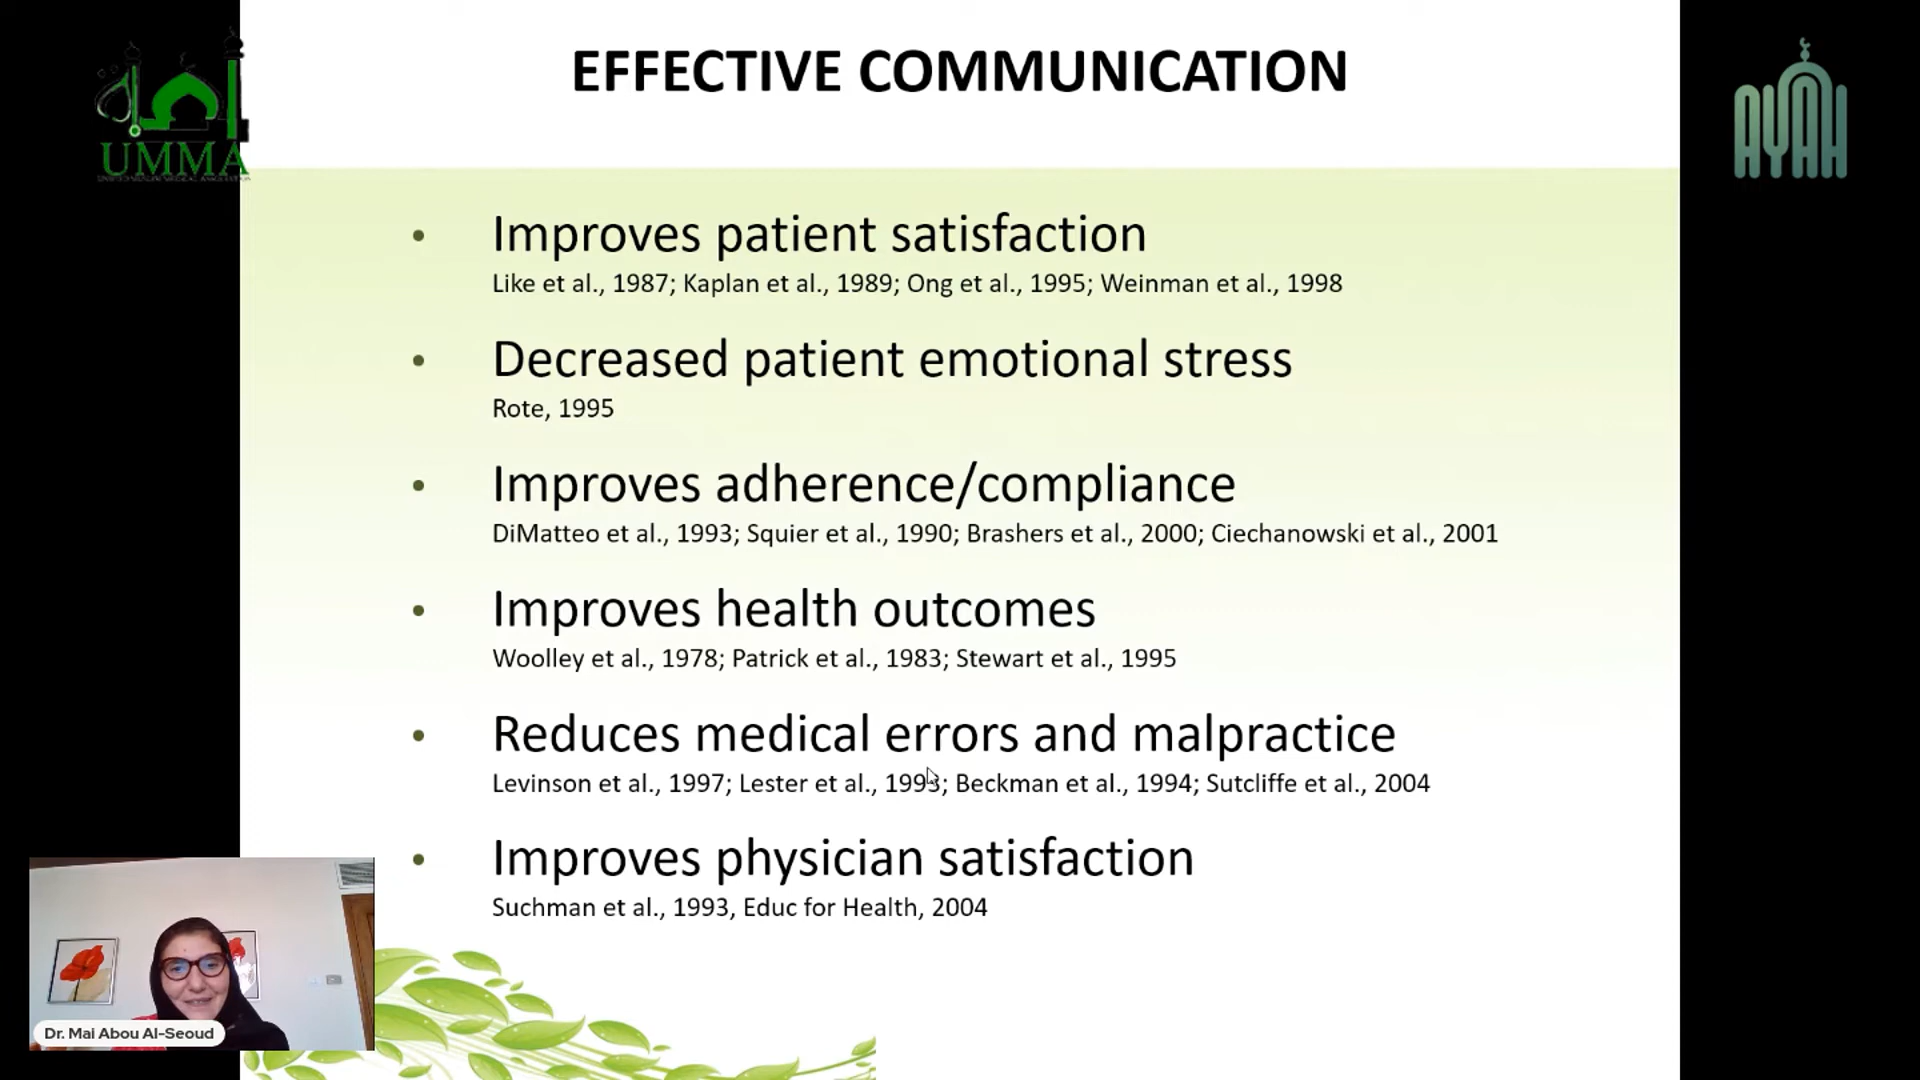 EFFECTIVE COMMUNICATION
UMMA
AYAH
• Improves patient satisfaction
Like et al., 1987; Kaplan et al., 1989; Ong et al., 1995; Weinman et al., 1998
• Decreased patient emotional stress
Rote, 1995
• Improves adherence/compliance
DiMatteo et al., 1993; Squier et al., 1990; Brashers et al., 2000; Ciechanowski et al., 2001
• Improves health outcomes
Woolley et al., 1978; Patrick et al., 1983; Stewart et al., 1995
• Reduces medical errors and malpractice
Levinson et al., 1997; Lester et al., 1993; Beckman et al., 1994; Sutcliffe et al., 2004
• Improves physician satisfaction
Suchman et al., 1993, Educ for Health, 2004
Dr. Mai Abou Al-Seoud